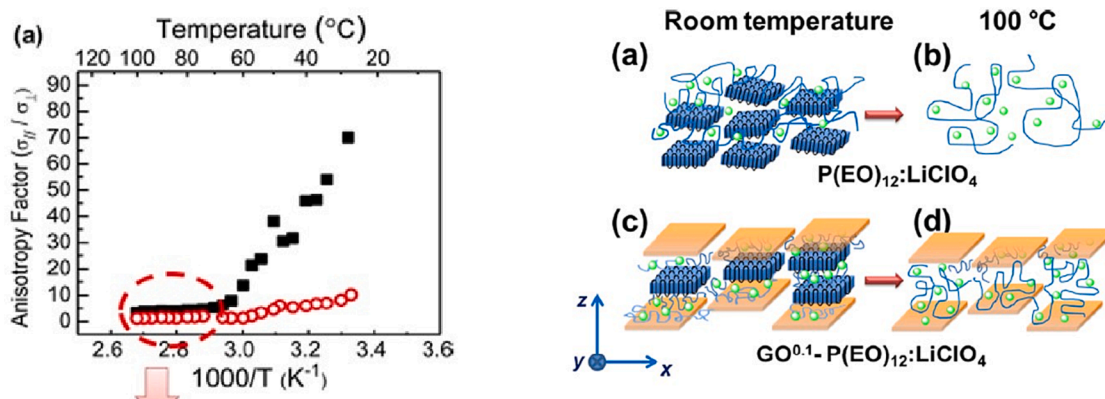 (a)
Temperature (°C)
120 100 80 60 40 20
Anisotropy Factor (σ// / σ⊥)
90
80
70
60
50
40
30
20
10
0
2.6 2.8 3.0 3.2 3.4 3.6
1000/T (K⁻¹)
Room temperature 100 °C
(a) (b)
P(EO)₁₂:LiClO₄
(c) (d)
z
y x
GO⁰·¹- P(EO)₁₂:LiClO₄